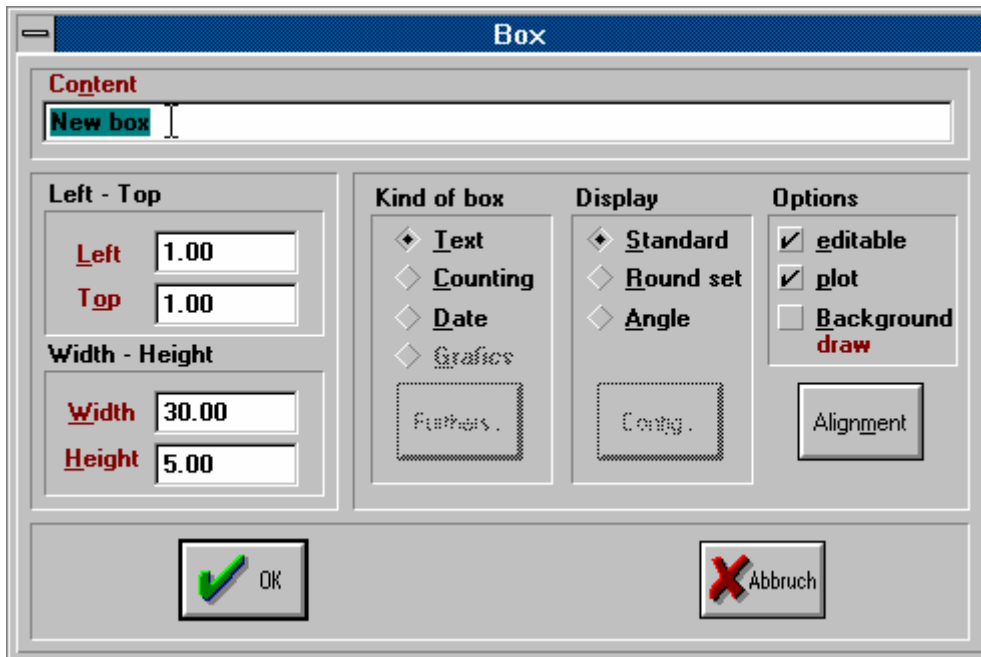 Box
Content
New box
Left - Top
Left 1.00
Top 1.00
Width - Height
Width 30.00
Height 5.00
Kind of box
Text
Counting
Date
Grafics
Furthers.
Display
Standard
Round set
Angle
Config.
Options
editable
plot
Background
draw
Alignment
OK
Abbruch